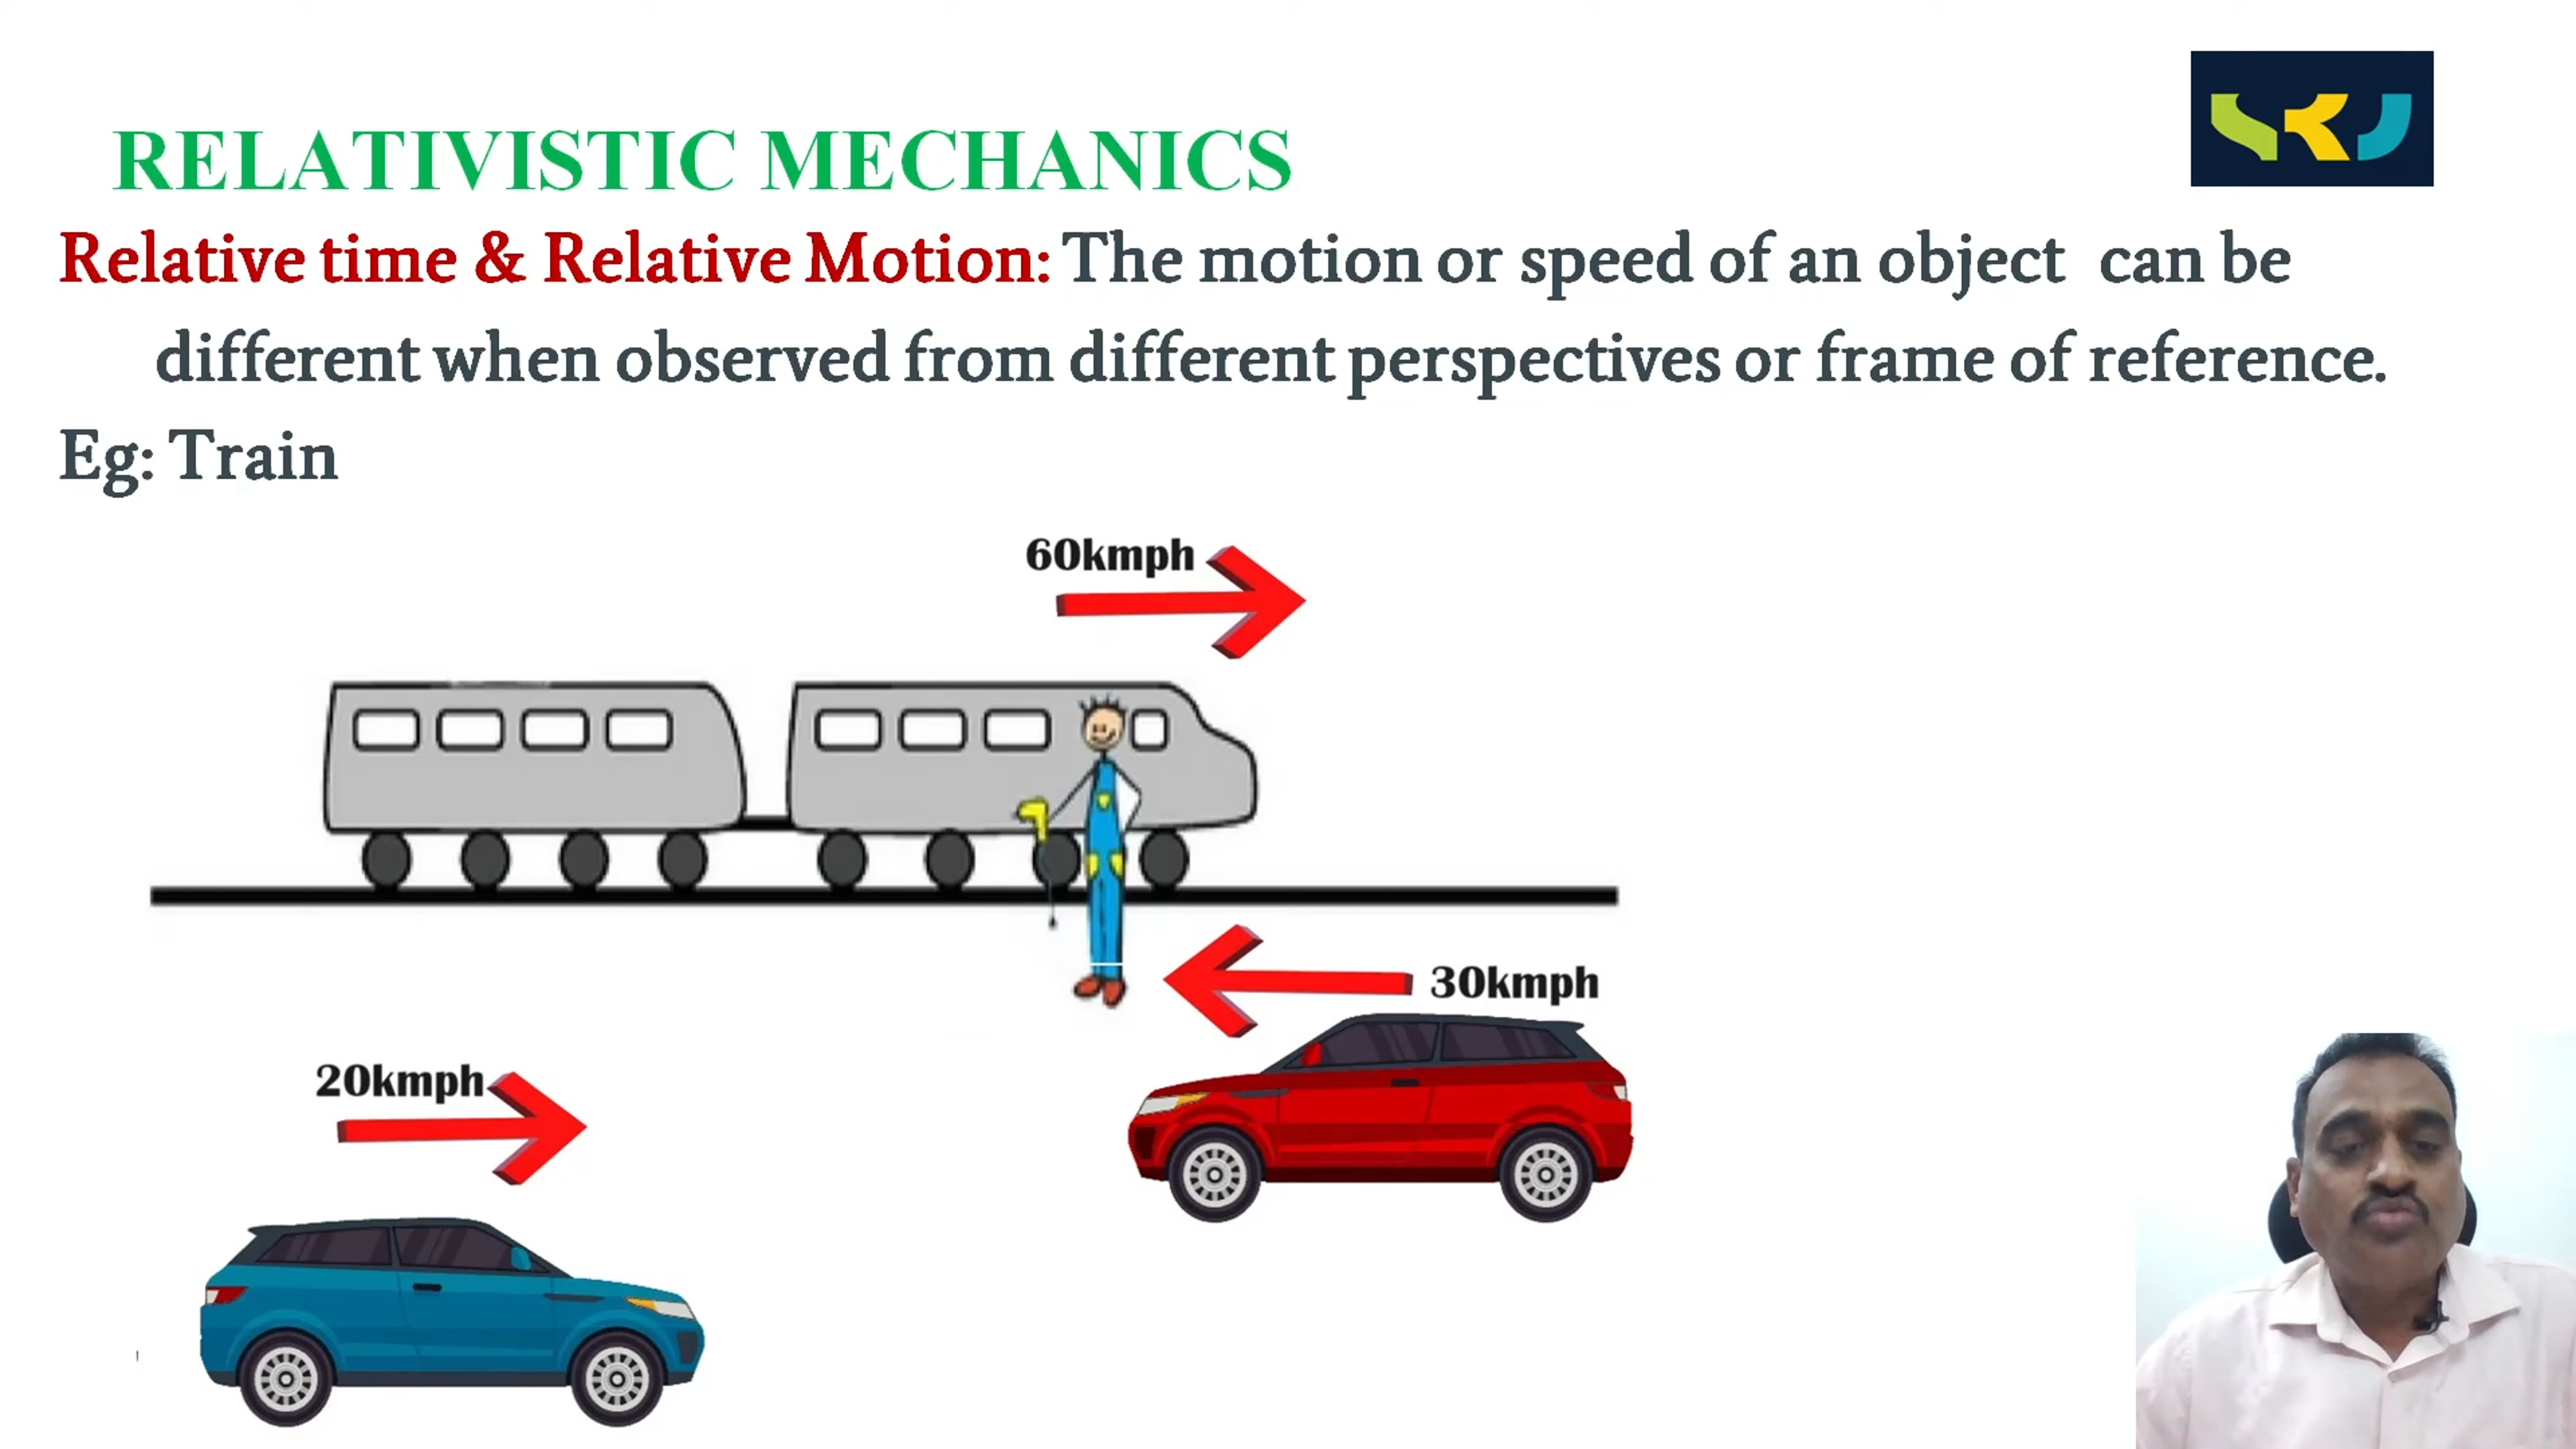 SKJ
RELATIVISTIC MECHANICS
Relative time & Relative Motion: The motion or speed of an object can be
different when observed from different perspectives or frame of reference.
Eg: Train
60kmph
30kmph
20kmph